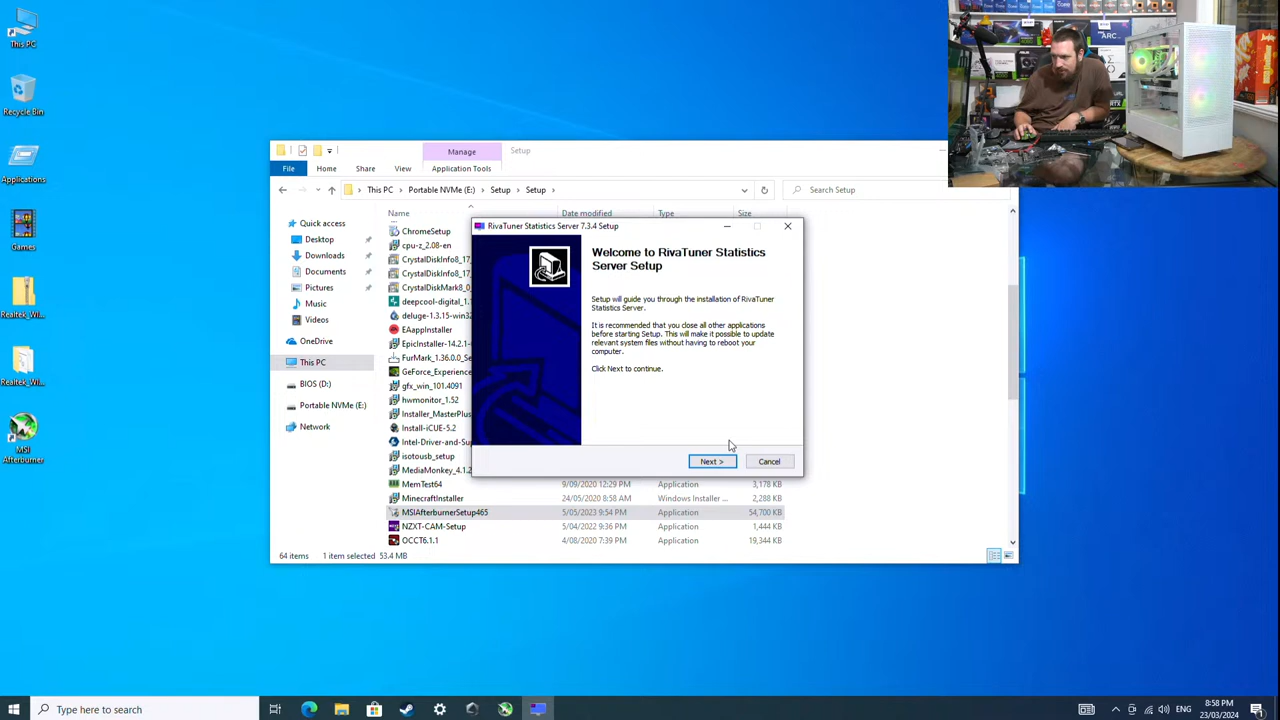 This PC
Recycle Bin
Applications
Games
Realtek_Wi...
Realtek_Wi...
MSI
Afterburner
Manage
Setup
File
Home
Share
View
Application Tools
This PC
Portable NVMe (E:)
Setup
Setup
Search Setup
Quick access
Desktop
Downloads
Documents
Pictures
Music
Videos
OneDrive
This PC
BIOS (D:)
Portable NVMe (E:)
Network
Name
Date modified
Type
Size
ChromeSetup
cpu-z_2.08-en
CrystalDiskInfo8_17_
CrystalDiskInfo8_17_
CrystalDiskMark8_0_
deepcool-digital_1.
deluge-1.3.15-win32
EAappInstaller
EpicInstaller-14.2.1-
FurMark_1.36.0.0_Se
GeForce_Experience
gfx_win_101.4091
hwmonitor_1.52
Installer_MasterPlus
Install-iCUE-5.2
Intel-Driver-and-Su
isotousb_setup
MediaMonkey_4.1.2
MemTest64 9/09/2020 12:29 PM Application 3,178 KB
MinecraftInstaller 24/05/2020 8:58 AM Windows Installer ... 2,288 KB
MSIAfterburnerSetup465 5/05/2023 9:54 PM Application 54,700 KB
NZXT-CAM-Setup 5/04/2022 9:36 PM Application 1,444 KB
OCCT6.1.1 4/08/2020 7:39 PM Application 19,344 KB
64 items 1 item selected 53.4 MB
RivaTuner Statistics Server 7.3.4 Setup
Welcome to RivaTuner Statistics
Server Setup
Setup will guide you through the installation of RivaTuner
Statistics Server.
It is recommended that you close all other applications
before starting Setup. This will make it possible to update
relevant system files without having to reboot your
computer.
Click Next to continue.
Next >
Cancel
ARC
Type here to search
ENG
8:58 PM
23/03/2024